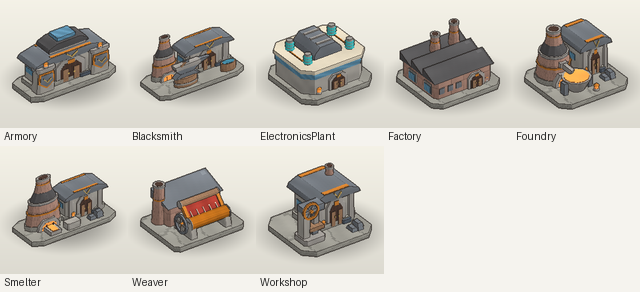 Armory
Blacksmith
ElectronicsPlant
Factory
Foundry
Smelter
Weaver
Workshop